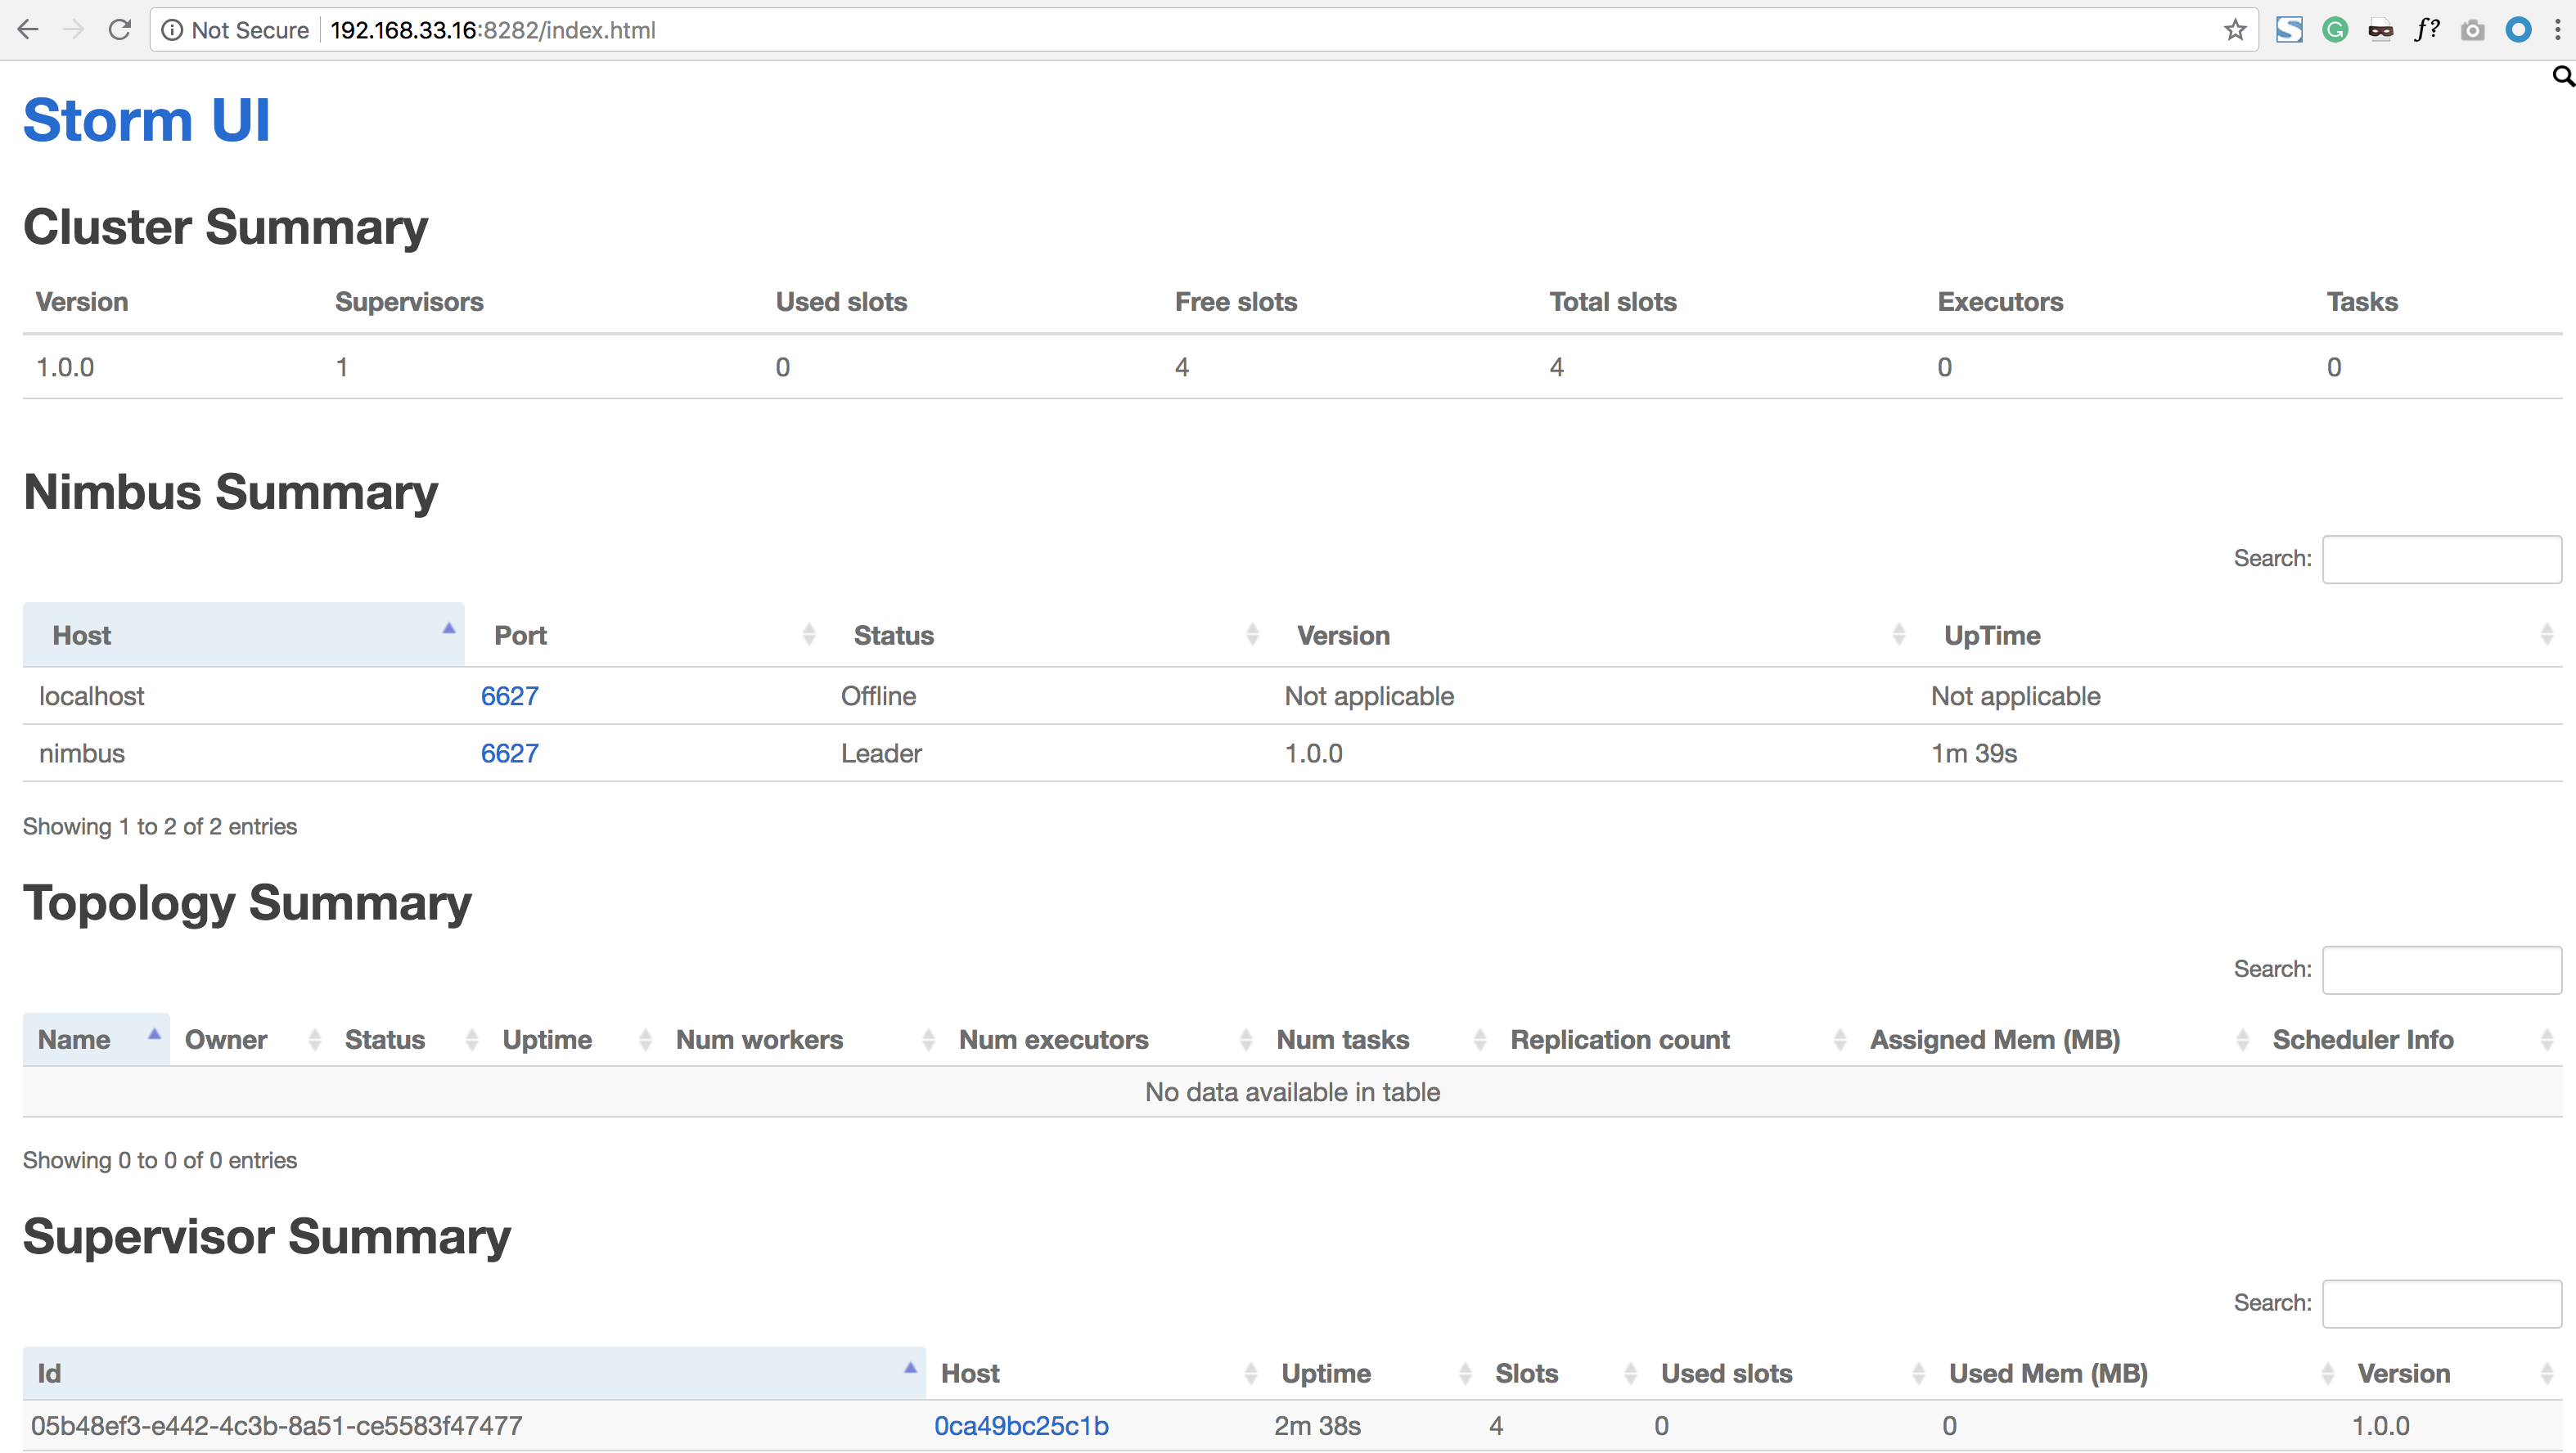 Not Secure 192.168.33.16:8282/index.html
Storm UI
Cluster Summary
Version Supervisors Used slots Free slots Total slots Executors Tasks
1.0.0 1 0 4 4 0 0
Nimbus Summary
Search:
Host Port Status Version UpTime
localhost 6627 Offline Not applicable Not applicable
nimbus 6627 Leader 1.0.0 1m 39s
Showing 1 to 2 of 2 entries
Topology Summary
Search:
Name Owner Status Uptime Num workers Num executors Num tasks Replication count Assigned Mem (MB) Scheduler Info
No data available in table
Showing 0 to 0 of 0 entries
Supervisor Summary
Search:
Id Host Uptime Slots Used slots Used Mem (MB) Version
05b48ef3-e442-4c3b-8a51-ce5583f47477 0ca49bc25c1b 2m 38s 4 0 0 1.0.0